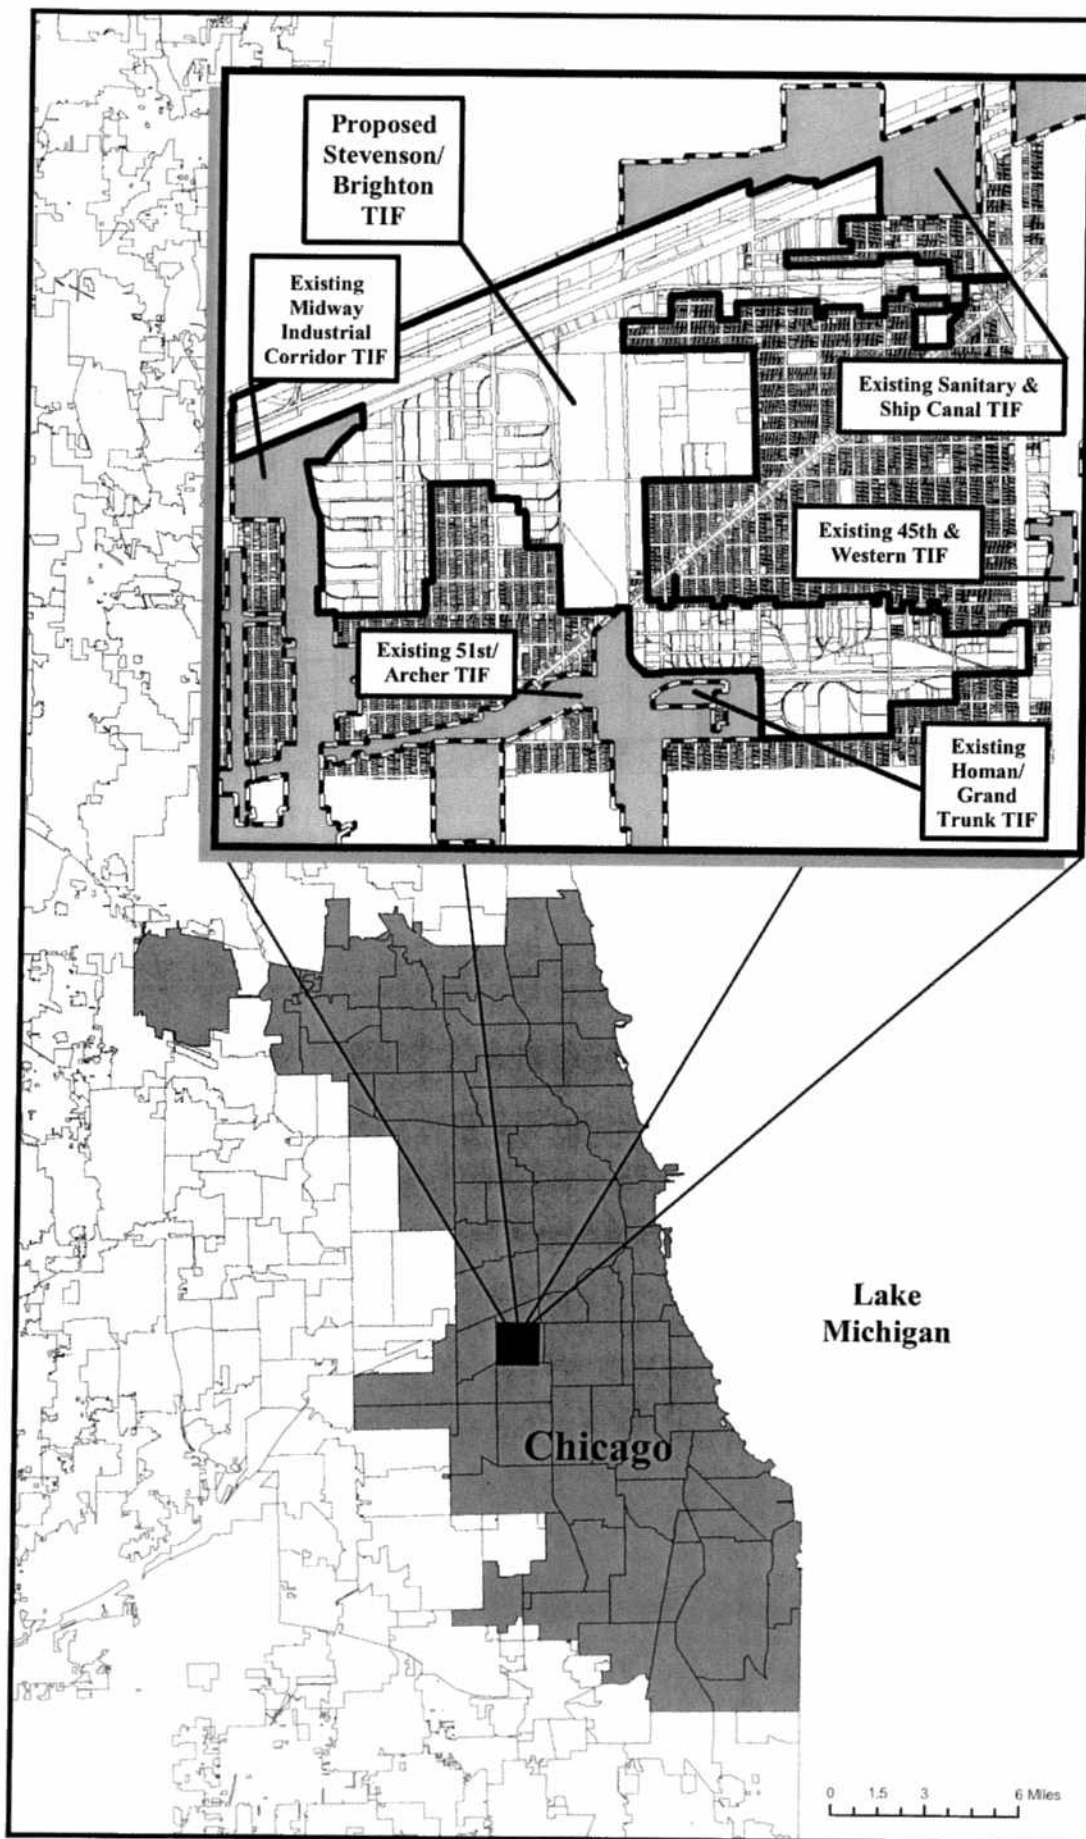 Proposed
Stevenson/
Brighton
TIF
Existing
Midway
Industrial
Corridor TIF
Existing Sanitary &
Ship Canal TIF
Existing 45th &
Western TIF
Existing 51st/
Archer TIF
Existing
Homan/
Grand
Trunk TIF
Lake
Michigan
Chicago
0 1.5 3 6 Miles